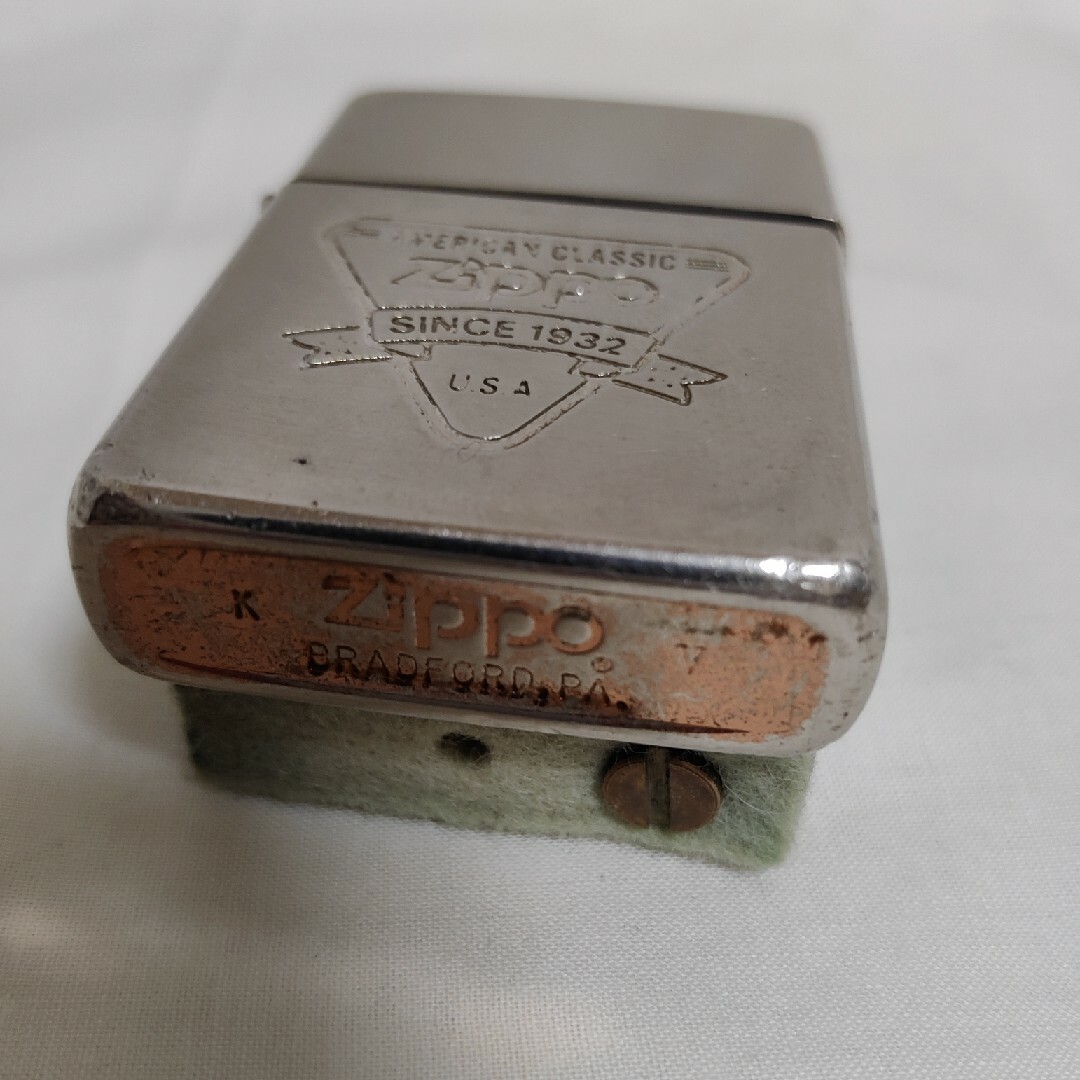 AMERICAN CLASSIC
Zippo
SINCE 1932
U.S.A
K Zippo® V
BRADFORD, PA.